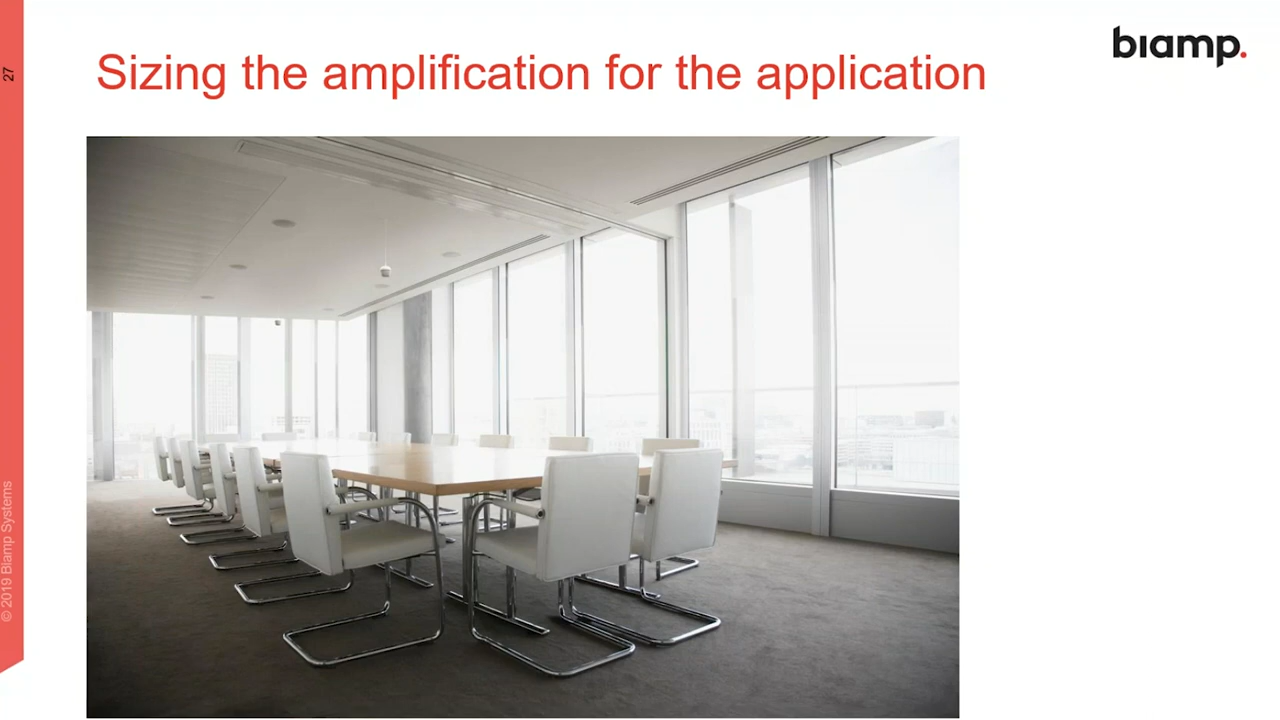 Sizing the amplification for the application
biamp.
27
© 2019 Biamp Systems